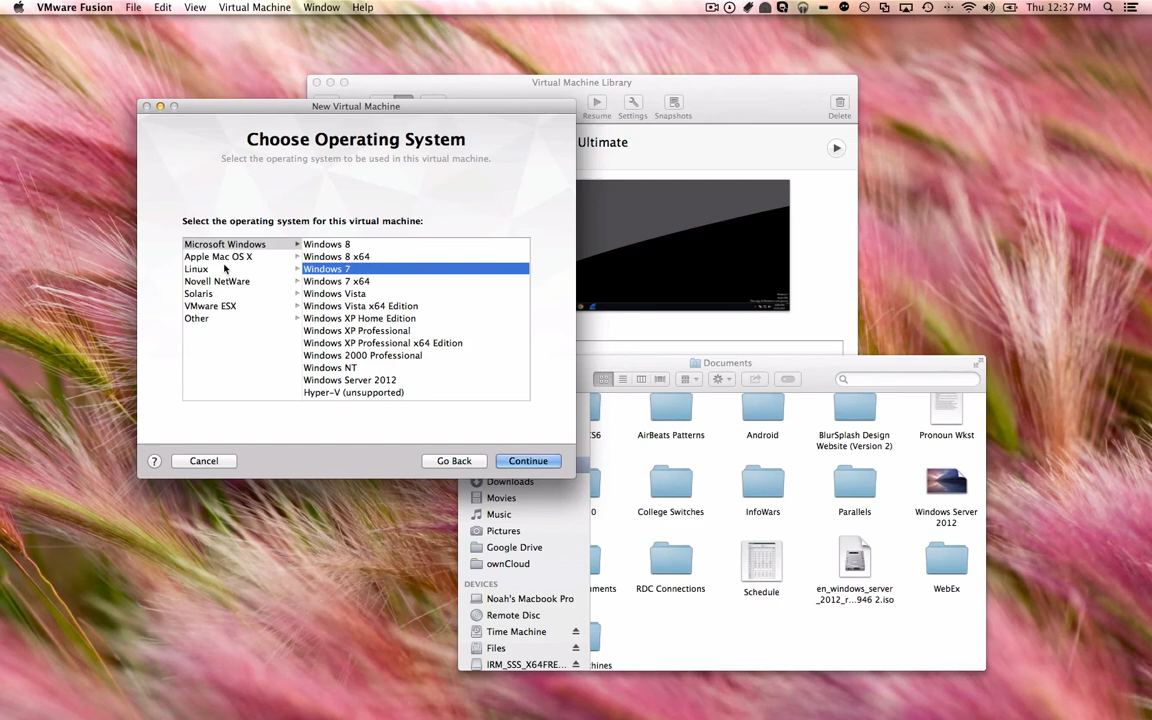 VMware Fusion File Edit View Virtual Machine Window Help Thu 12:37 PM
Virtual Machine Library
New Virtual Machine
Resume Settings Snapshots Delete
Choose Operating System
Select the operating system to be used in this virtual machine.
Ultimate
Select the operating system for this virtual machine:
Microsoft Windows
Apple Mac OS X
Linux
Novell NetWare
Solaris
VMware ESX
Other
Windows 8
Windows 8 x64
Windows 7
Windows 7 x64
Windows Vista
Windows Vista x64 Edition
Windows XP Home Edition
Windows XP Professional
Windows XP Professional x64 Edition
Windows 2000 Professional
Windows NT
Windows Server 2012
Hyper-V (unsupported)
? Cancel Go Back Continue
Documents
Downloads
Movies
Music
Pictures
Google Drive
ownCloud
DEVICES
Noah's Macbook Pro
Remote Disc
Time Machine
Files
IRM_SSS_X64FRE...
CS6
AirBeats Patterns
Android
BlurSplash Design
Website (Version 2)
Pronoun Wkst
0
College Switches
InfoWars
Parallels
Windows Server
2012
ments
RDC Connections
Schedule
en_windows_server
_2012_r...946 2.iso
WebEx
hines